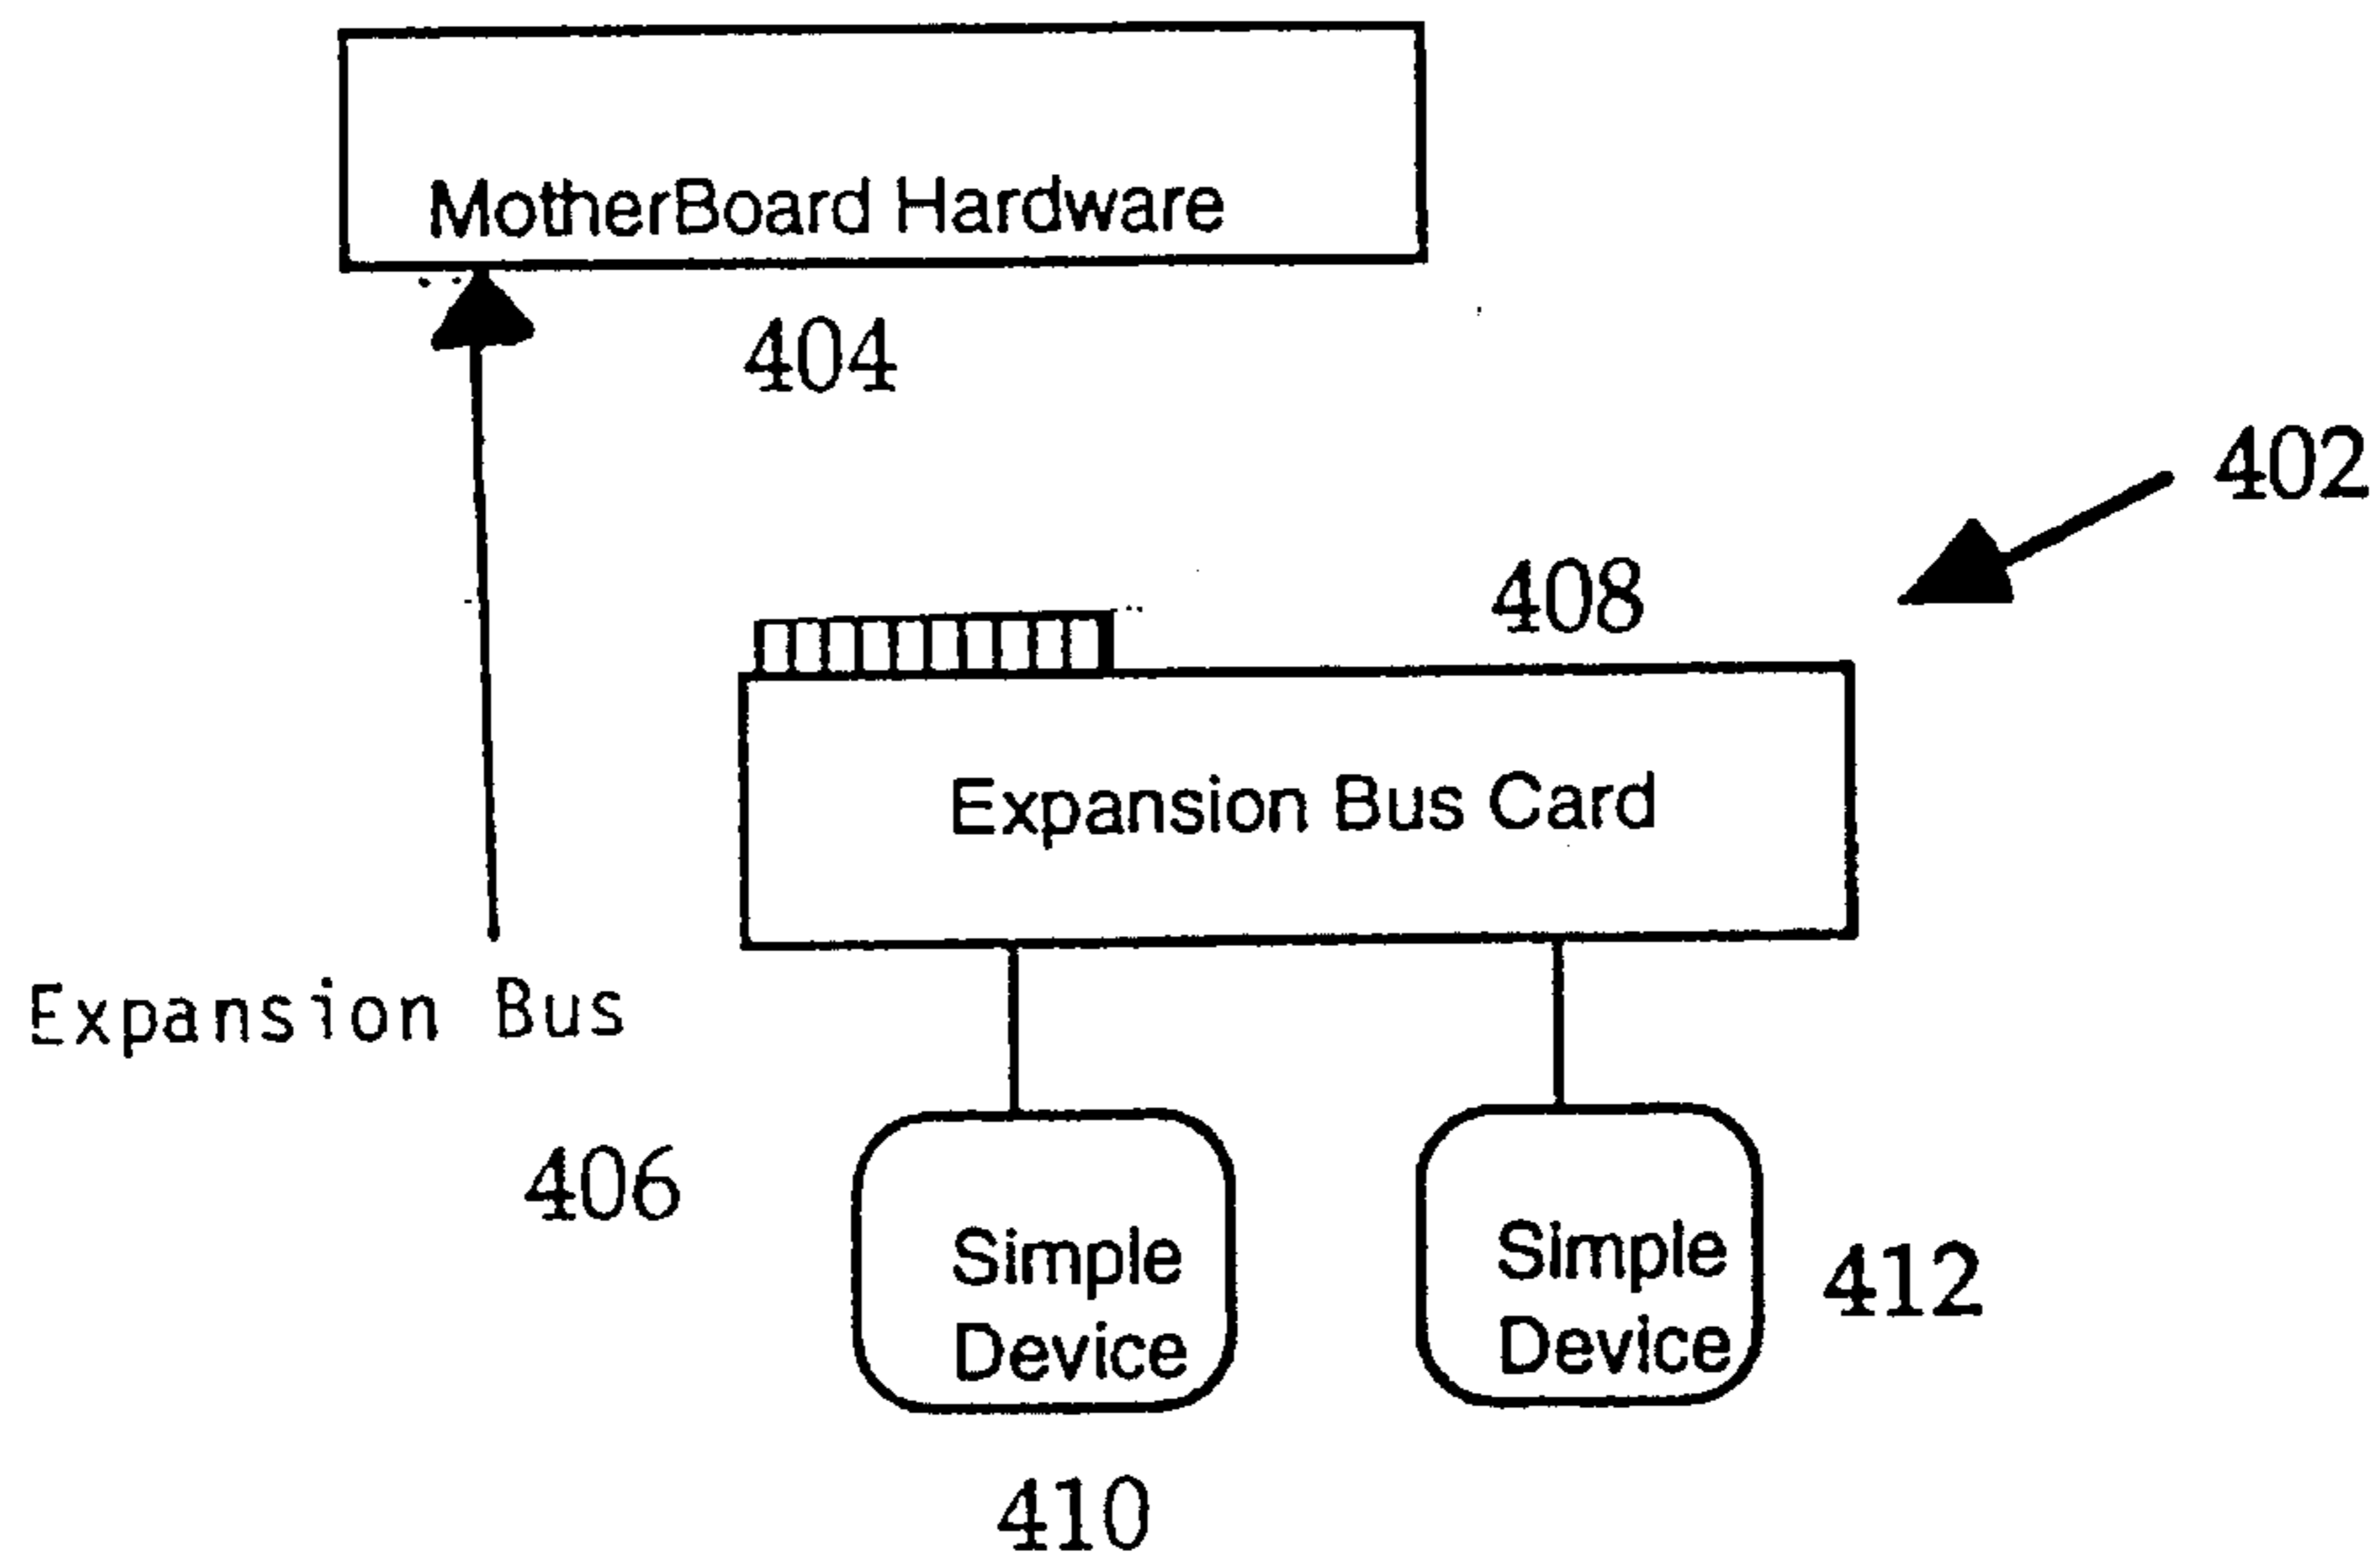 MotherBoard Hardware
404
402
408
Expansion Bus Card
Expansion Bus
406
Simple
Device
Simple
Device
412
410